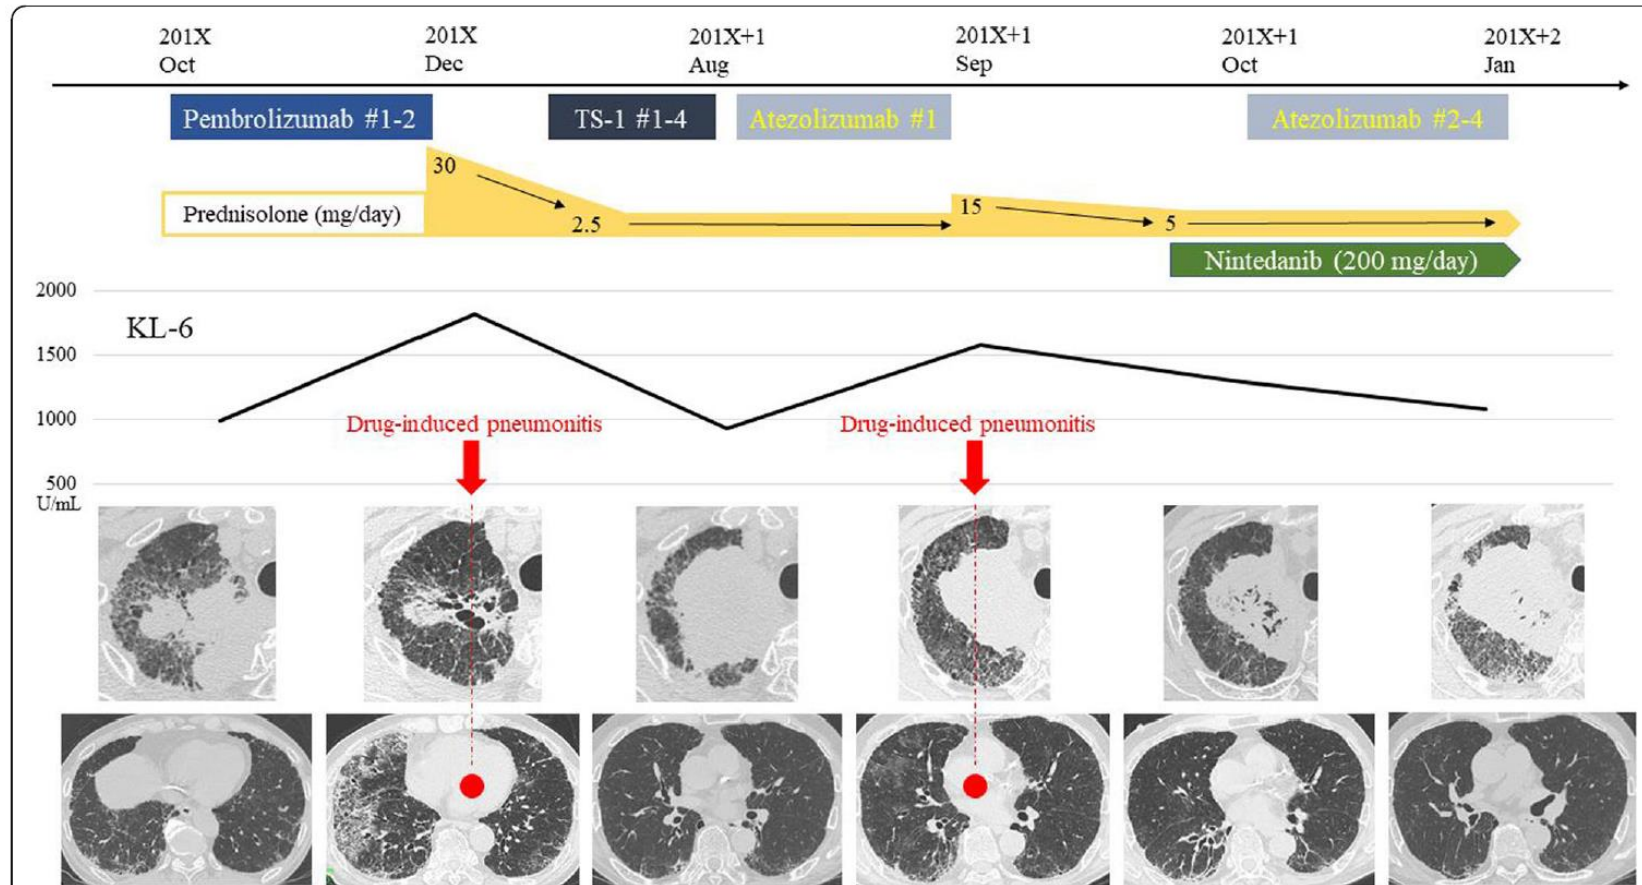 201X
Oct
201X
Dec
201X+1
Aug
201X+1
Sep
201X+1
Oct
201X+2
Jan
Pembrolizumab #1-2
TS-1 #1-4
Atezolizumab #1
Atezolizumab #2-4
Prednisolone (mg/day)
30
2.5
15
5
Nintedanib (200 mg/day)
2000
KL-6
1500
1000
Drug-induced pneumonitis
Drug-induced pneumonitis
500
U/mL